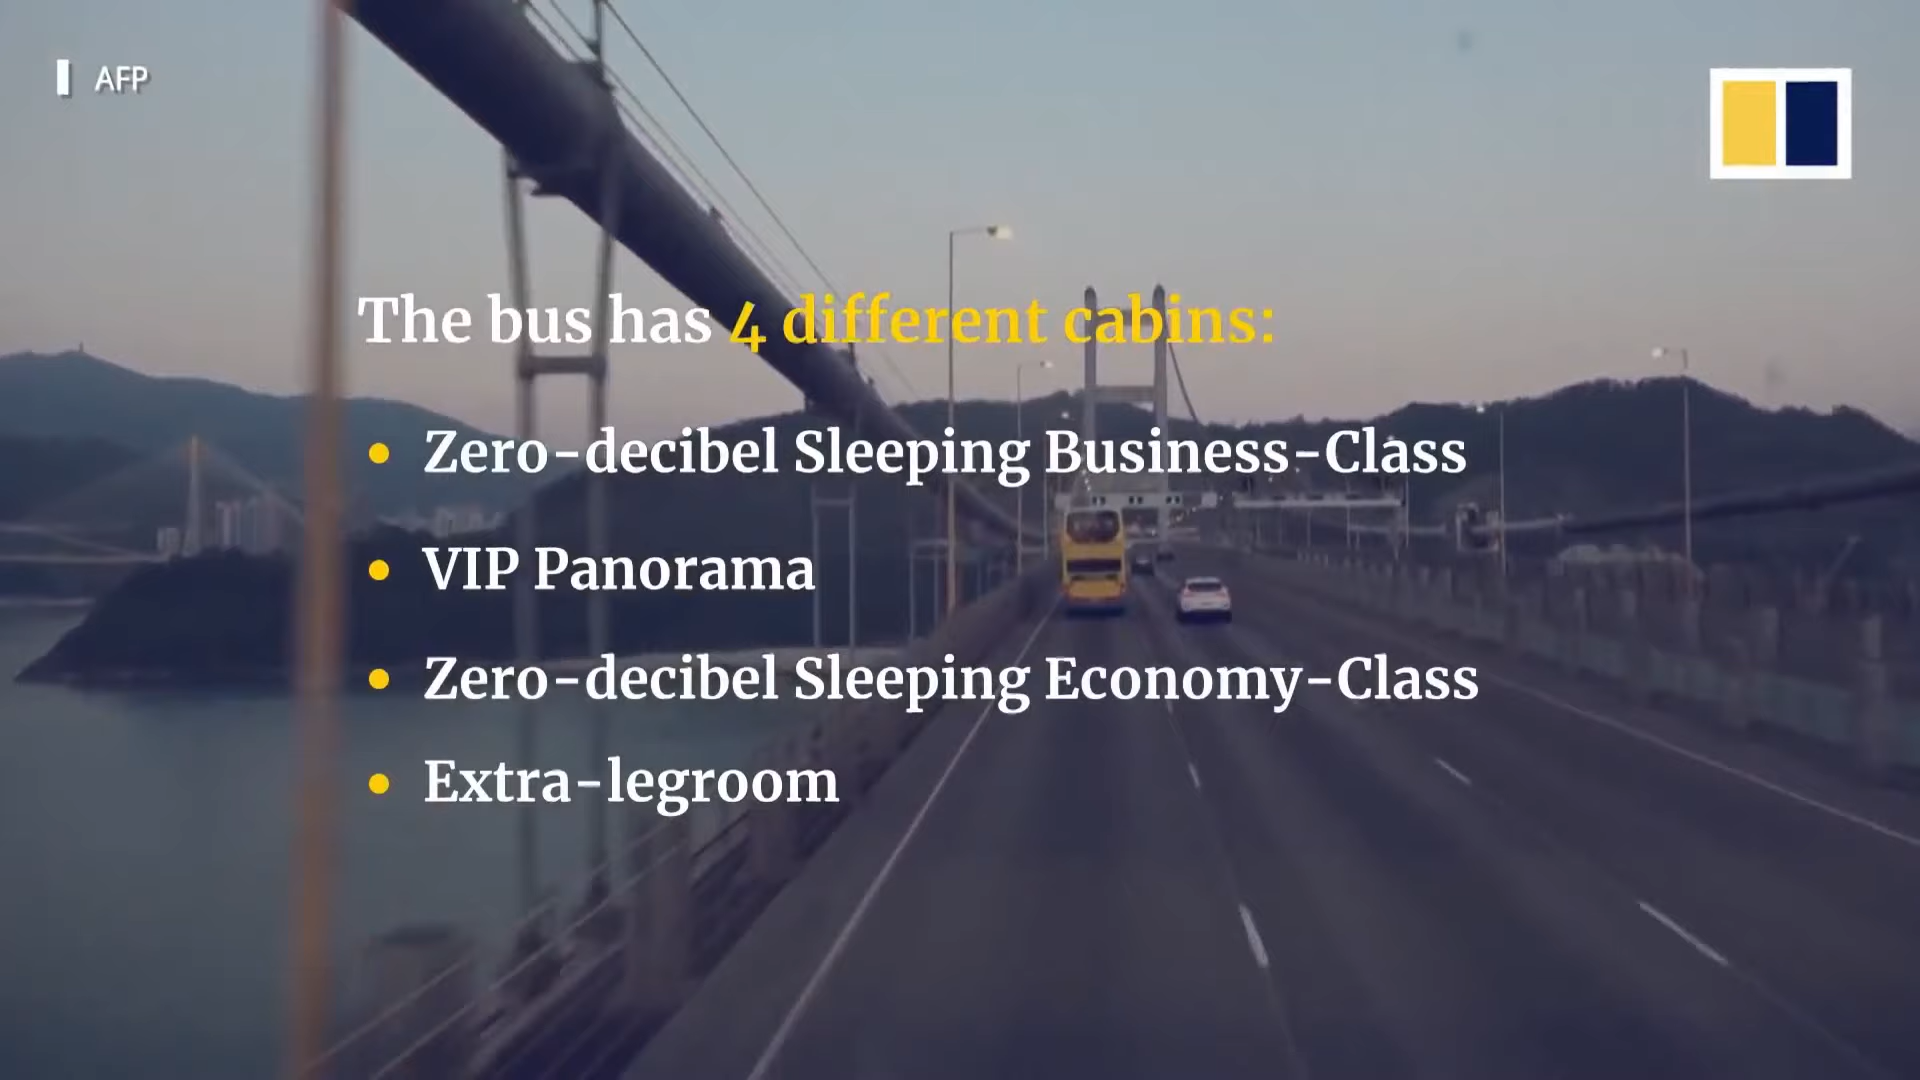 AFP
The bus has 4 different cabins:
Zero-decibel Sleeping Business-Class
VIP Panorama
Zero-decibel Sleeping Economy-Class
Extra-legroom